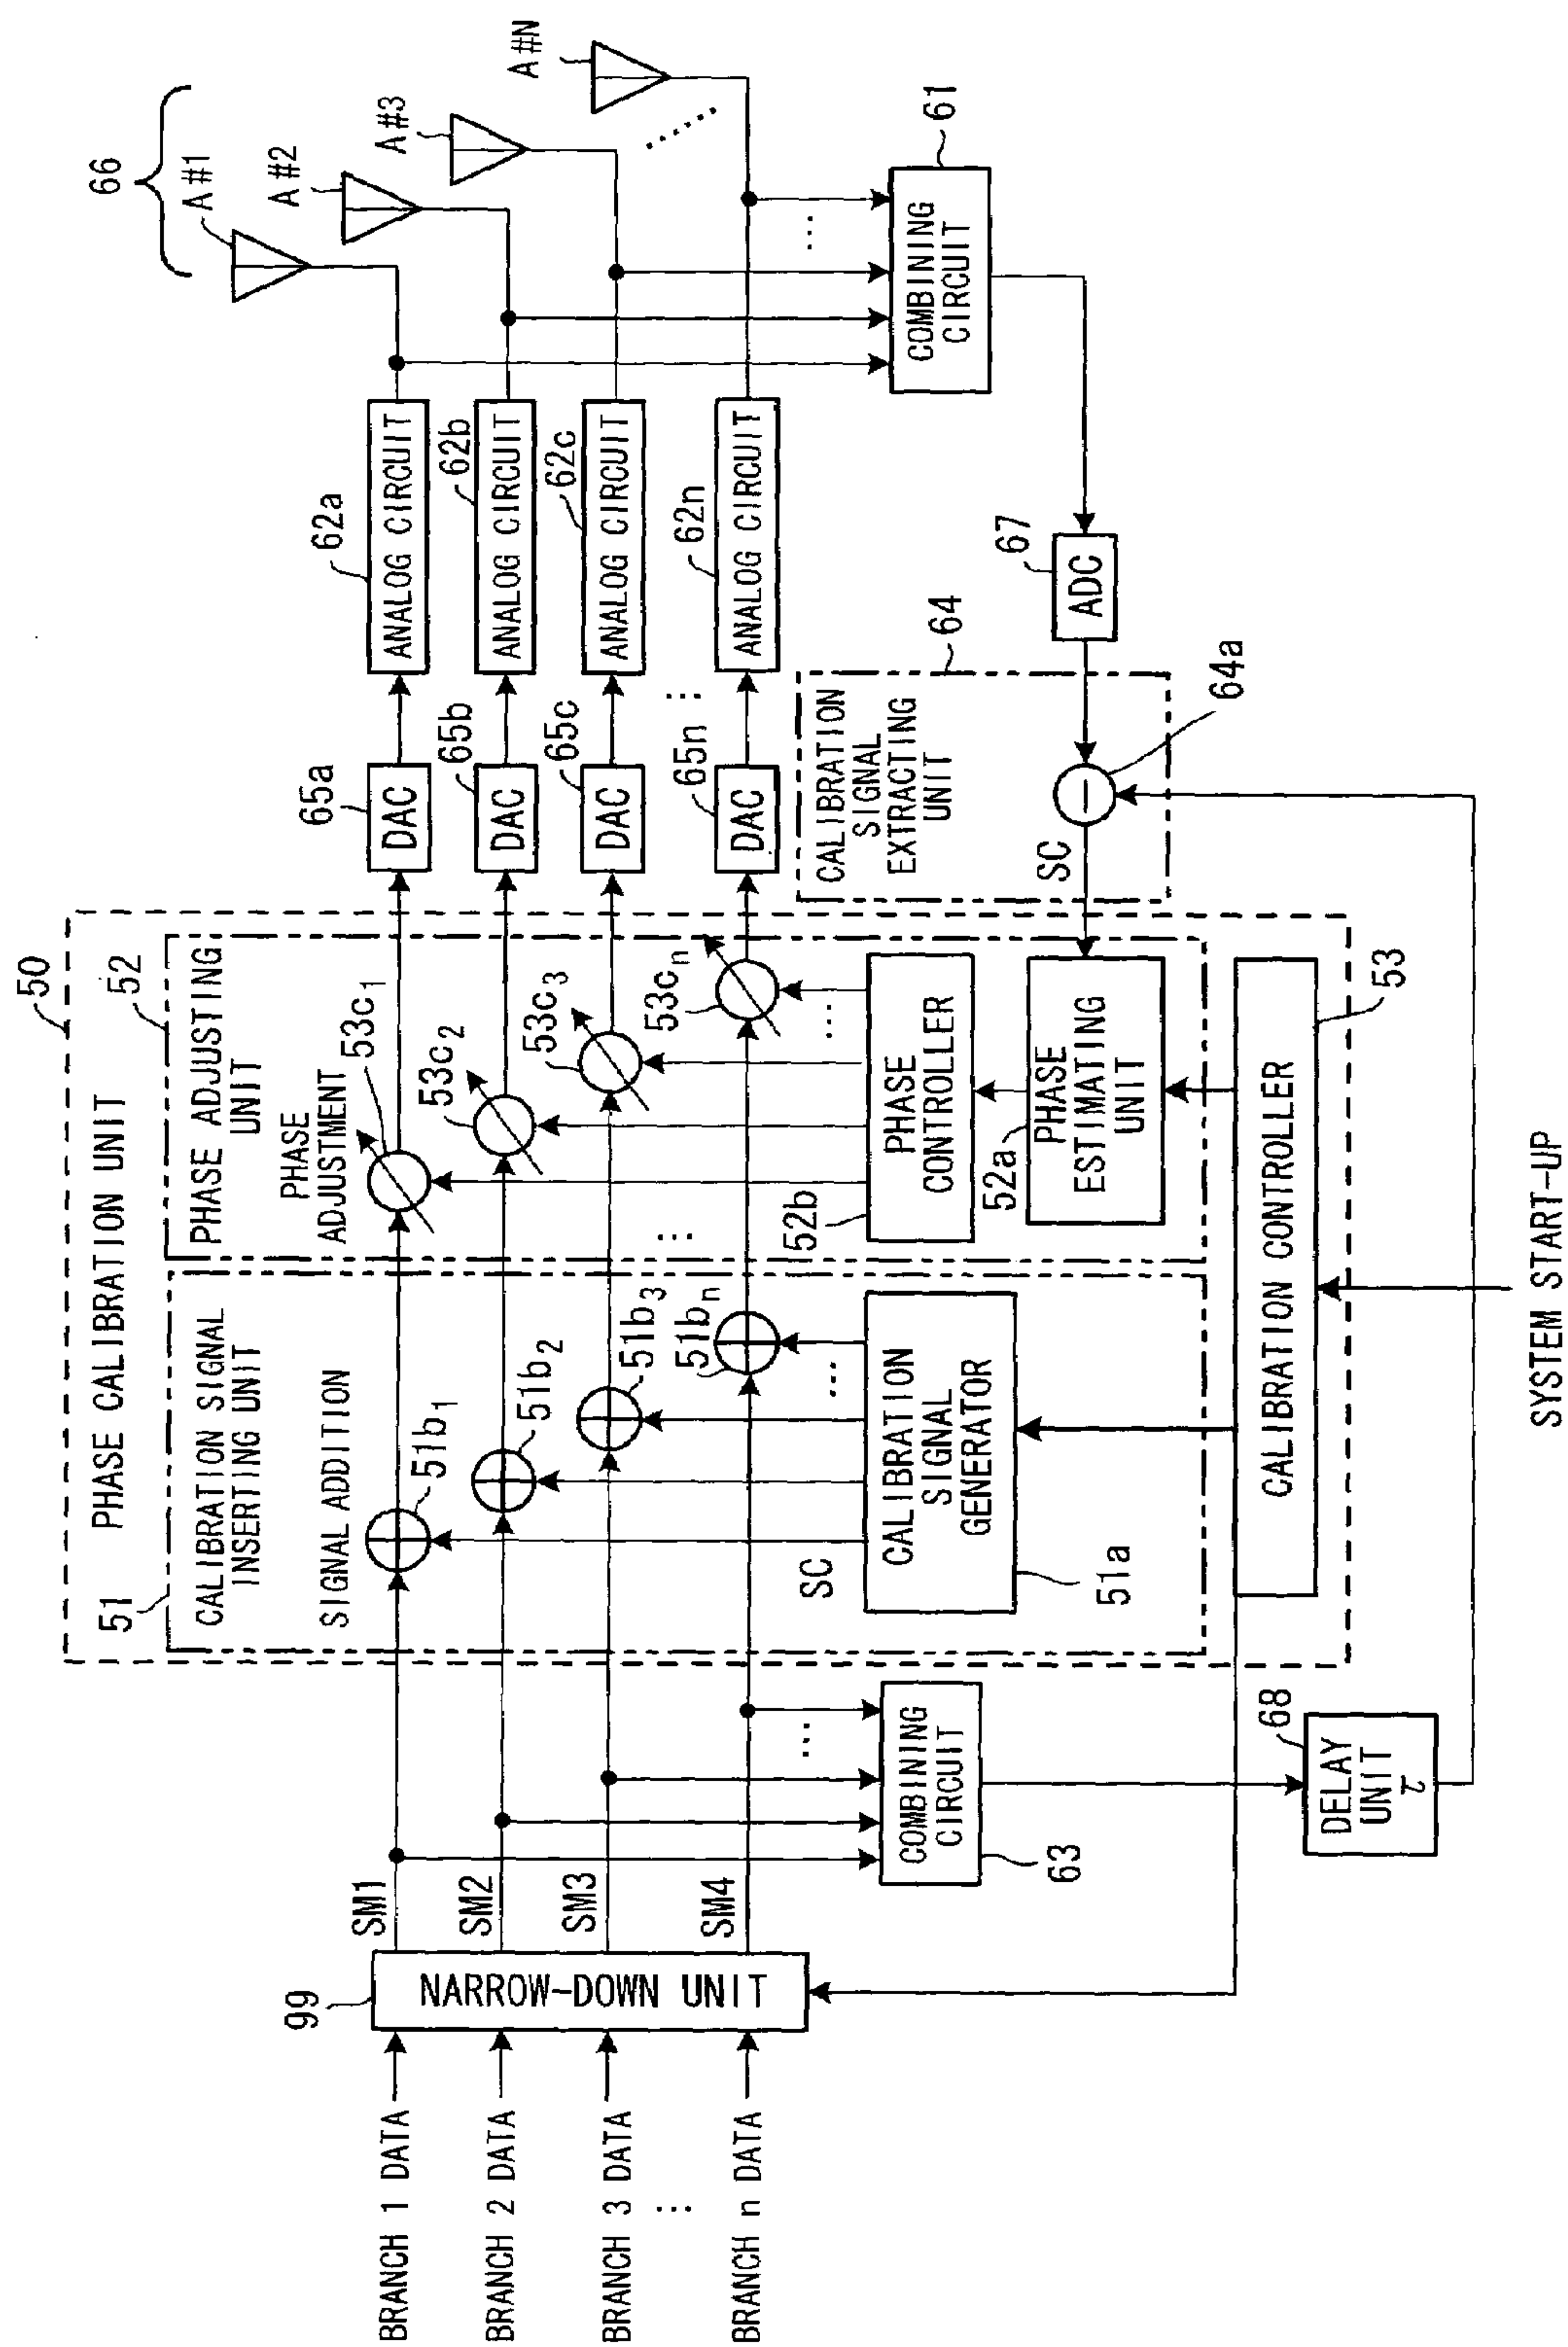 50
PHASE CALIBRATION UNIT
51
CALIBRATION SIGNAL
INSERTING UNIT
SIGNAL ADDITION
51b1
51b2
51b3
51bn
...
SC
CALIBRATION
SIGNAL
GENERATOR
51a
52
PHASE ADJUSTING
UNIT
PHASE
ADJUSTMENT
53c1
53c2
53c3
53cn
...
...
52b
PHASE
CONTROLLER
52a
PHASE
ESTIMATING
UNIT
CALIBRATION CONTROLLER
53
SYSTEM START-UP
BRANCH 1 DATA
BRANCH 2 DATA
BRANCH 3 DATA
...
BRANCH n DATA
99
NARROW-DOWN UNIT
SM1
SM2
SM3
SM4
...
COMBINING
CIRCUIT
63
68
DELAY
UNIT
65a
DAC
65b
DAC
65c
DAC
65n
DAC
...
62a
ANALOG CIRCUIT
62b
ANALOG CIRCUIT
62c
ANALOG CIRCUIT
62n
ANALOG CIRCUIT
66
A#1
A#2
A#3
A#N
...
COMBINING
CIRCUIT
61
67
ADC
64
CALIBRATION
SIGNAL
EXTRACTING
UNIT
SC
64a